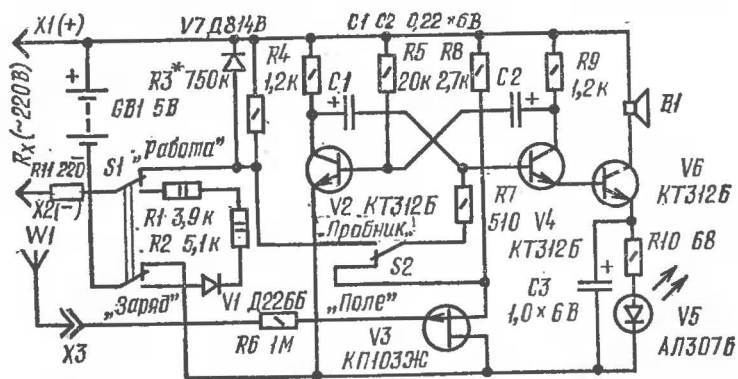 X1(+)
V7 Д814В
C1 C2 0,22×6В
R4
1,2к
R5
20к
R8
2,7к
R9
1,2к
R3* 750к
C1
C2
B1
Rx (~220В)
GB1 5В
R11 220
X2(−)
W1
S1
„Работа"
R1 3,9к
R2 5,1к
„Заряд"
V1 Д226Б
V2 КТ312Б
„Пробник"
S2
„Поле"
R7
510
V4
КТ312Б
V6
КТ312Б
R10 68
C3
1,0×6В
V5
АЛ307Б
X3
R6 1М
V3
КП103Ж